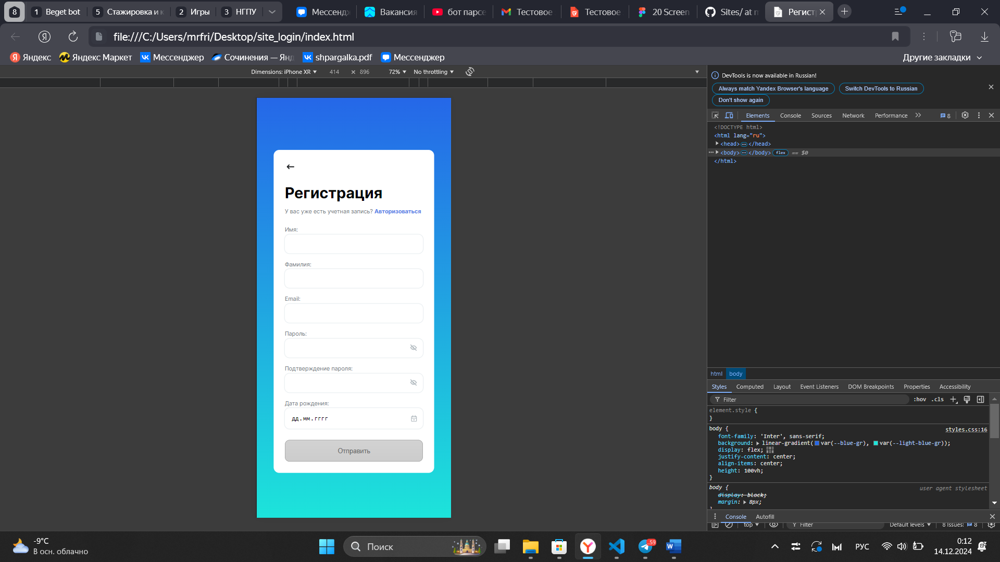 8 1 Beget bot 5 Стажировка и к 2 Игры 3 НГПУ Мессендж Вакансия бот парсе Тестовое Тестовое 20 Screen Sites/ at m Регистр
Я file:///C:/Users/mrfri/Desktop/site_login/index.html
Я Яндекс Яндекс Маркет Мессенджер Сочинения — Янд shpargalka.pdf Мессенджер Другие закладки
Dimensions: iPhone XR ▼ 414 × 896 72% ▼ No throttling ▼
DevTools is now available in Russian!
Always match Yandex Browser's language Switch DevTools to Russian
Don't show again
Elements Console Sources Network Performance 8
<!DOCTYPE html>
<html lang="ru">
<head>…</head>
<body>…</body> flex == $0
</html>
Регистрация
У вас уже есть учетная запись? Авторизоваться
Имя:
Фамилия:
Email:
Пароль:
Подтверждение пароля:
Дата рождения:
дд.мм.гггг
Отправить
html body
Styles Computed Layout Event Listeners DOM Breakpoints Properties Accessibility
Filter :hov .cls
element.style {
}
body { styles.css:16
font-family: 'Inter', sans-serif;
background: linear-gradient(var(--blue-gr), var(--light-blue-gr));
display: flex;
justify-content: center;
align-items: center;
height: 100vh;
}
body { user agent stylesheet
display: block;
margin: 8px;
Console Autofill
top ▼ Filter Default levels ▼ 8 Issues: 8
-9°C
В осн. облачно
Поиск
59
РУС
0:12
14.12.2024